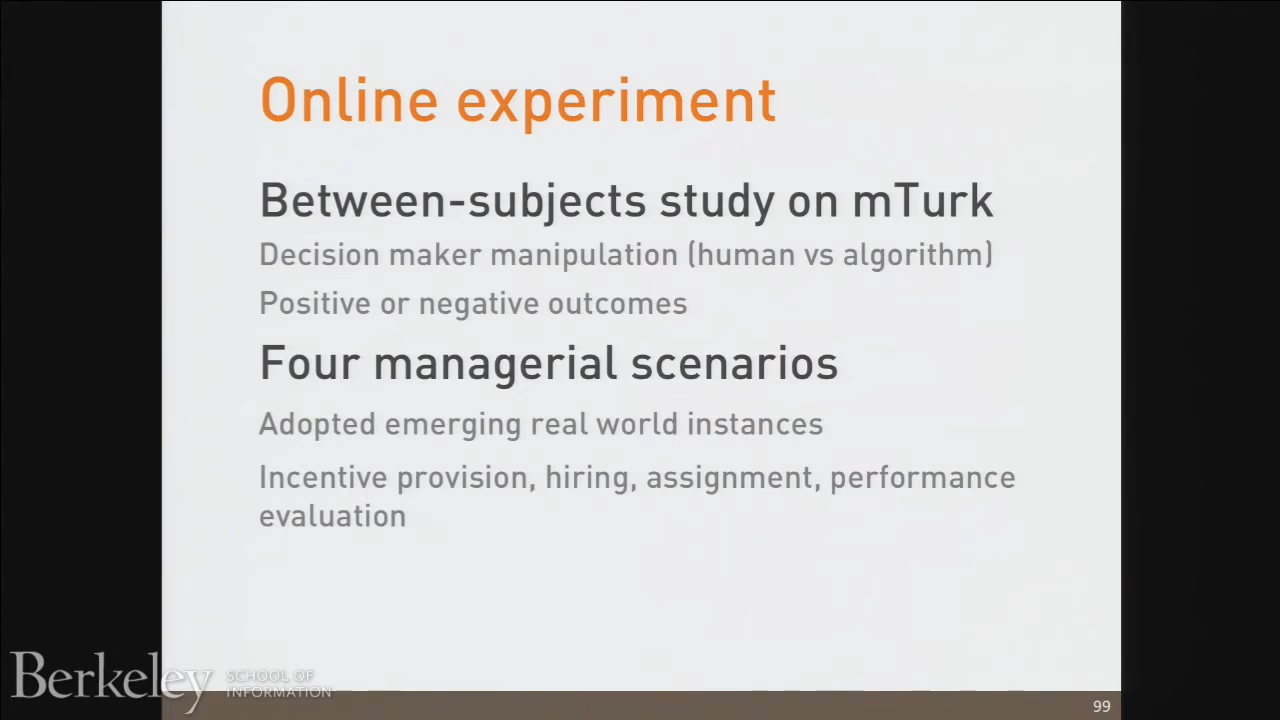 Online experiment
Between-subjects study on mTurk
Decision maker manipulation (human vs algorithm)
Positive or negative outcomes
Four managerial scenarios
Adopted emerging real world instances
Incentive provision, hiring, assignment, performance
evaluation
Berkeley
SCHOOL OF
INFORMATION
99